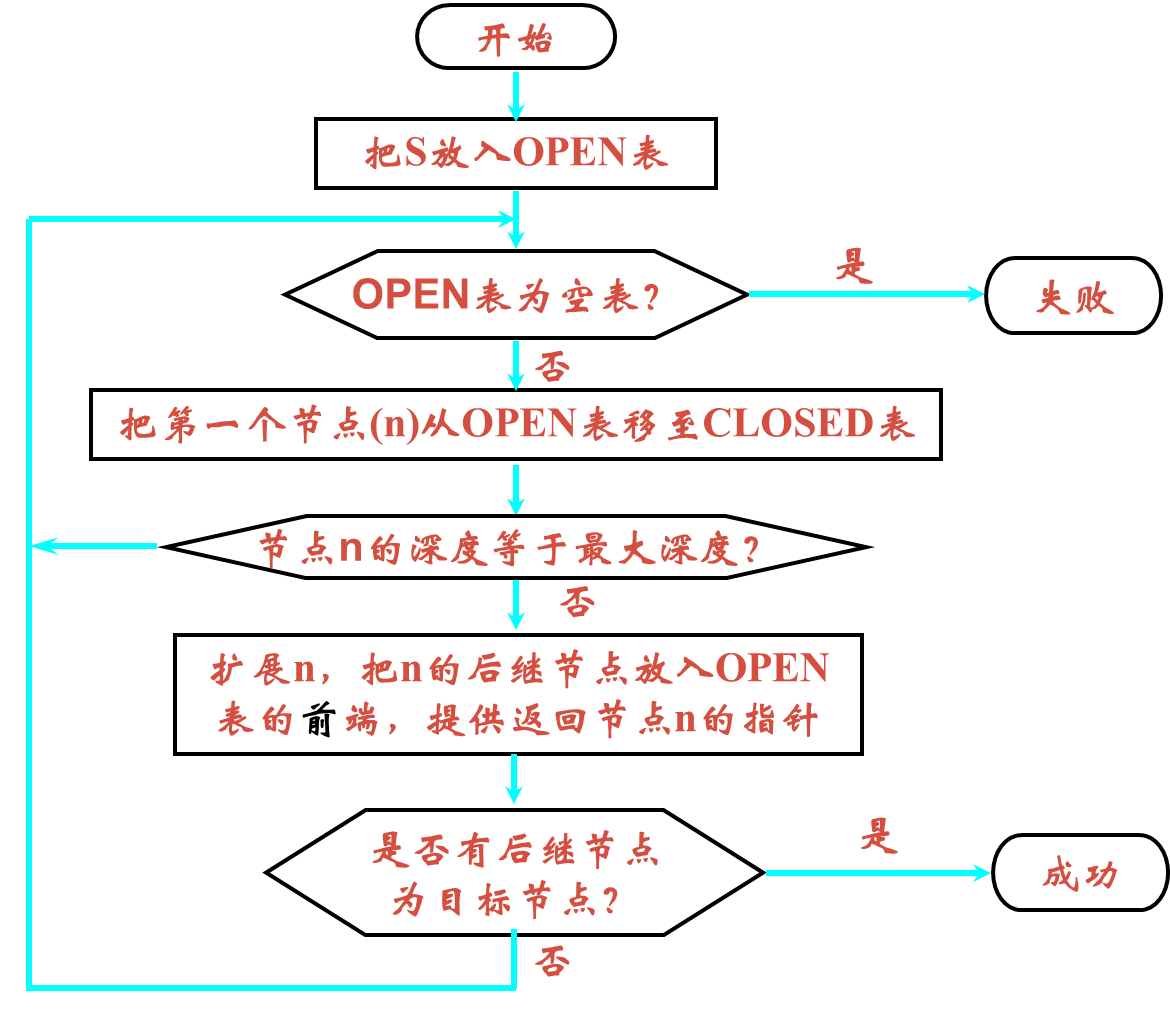 开始
把S放入OPEN表
OPEN表为空表？
是
失败
否
把第一个节点(n)从OPEN表移至CLOSED表
节点n的深度等于最大深度？
否
扩展n，把n的后继节点放入OPEN
表的前端，提供返回节点n的指针
是否有后继节点
为目标节点？
是
成功
否